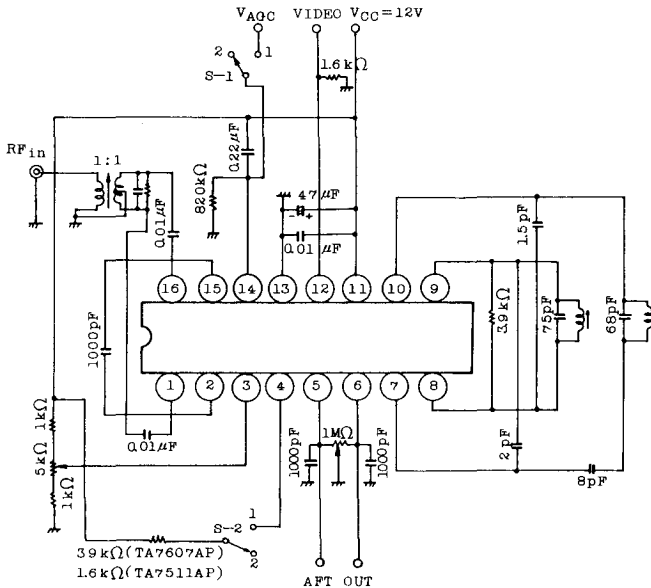 VAGC VIDEO VCC=12V
2
1
S-1
1.6kΩ
RFin
1:1
0.22μF
820kΩ
47μF
- +
0.01μF
0.01μF
1.5pF
16 15 14 13 12 11 10 9
1000pF
3.9kΩ
75pF
68pF
1 2 3 4 5 6 7 8
0.01μF
1kΩ
5kΩ
1kΩ
1000pF
1MΩ
1000pF
2pF
8pF
1
S-2
2
39kΩ(TA7607AP)
1.6kΩ(TA7511AP)
AFT OUT